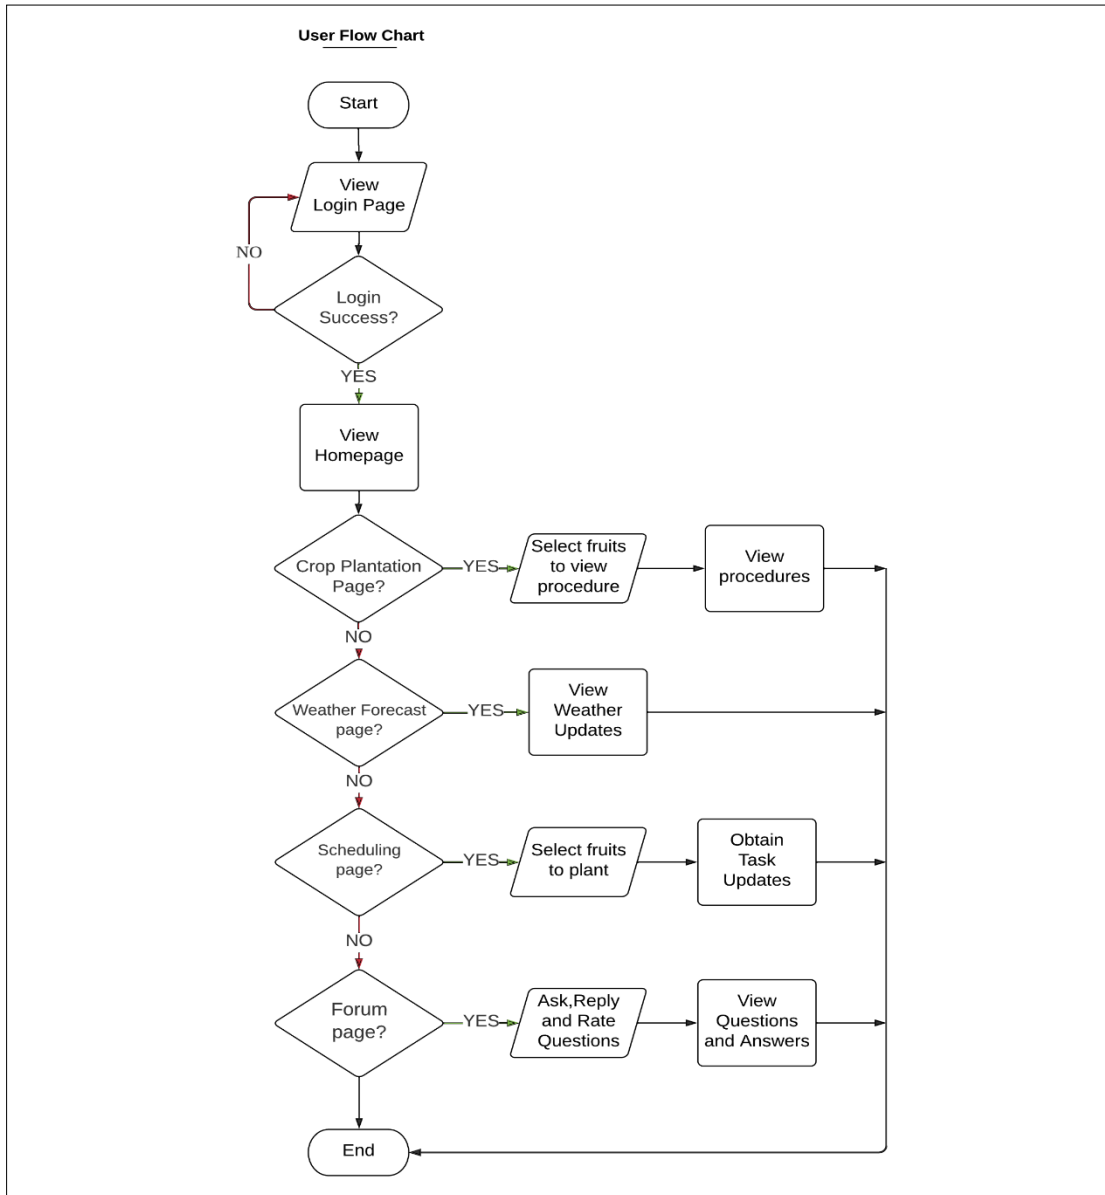 User Flow Chart
Start
View
Login Page
NO
Login
Success?
YES
View
Homepage
Crop Plantation
Page?
YES
Select fruits
to view
procedure
View
procedures
NO
Weather Forecast
page?
YES
View
Weather
Updates
NO
Scheduling
page?
YES
Select fruits
to plant
Obtain
Task
Updates
NO
Forum
page?
YES
Ask,Reply
and Rate
Questions
View
Questions
and Answers
End